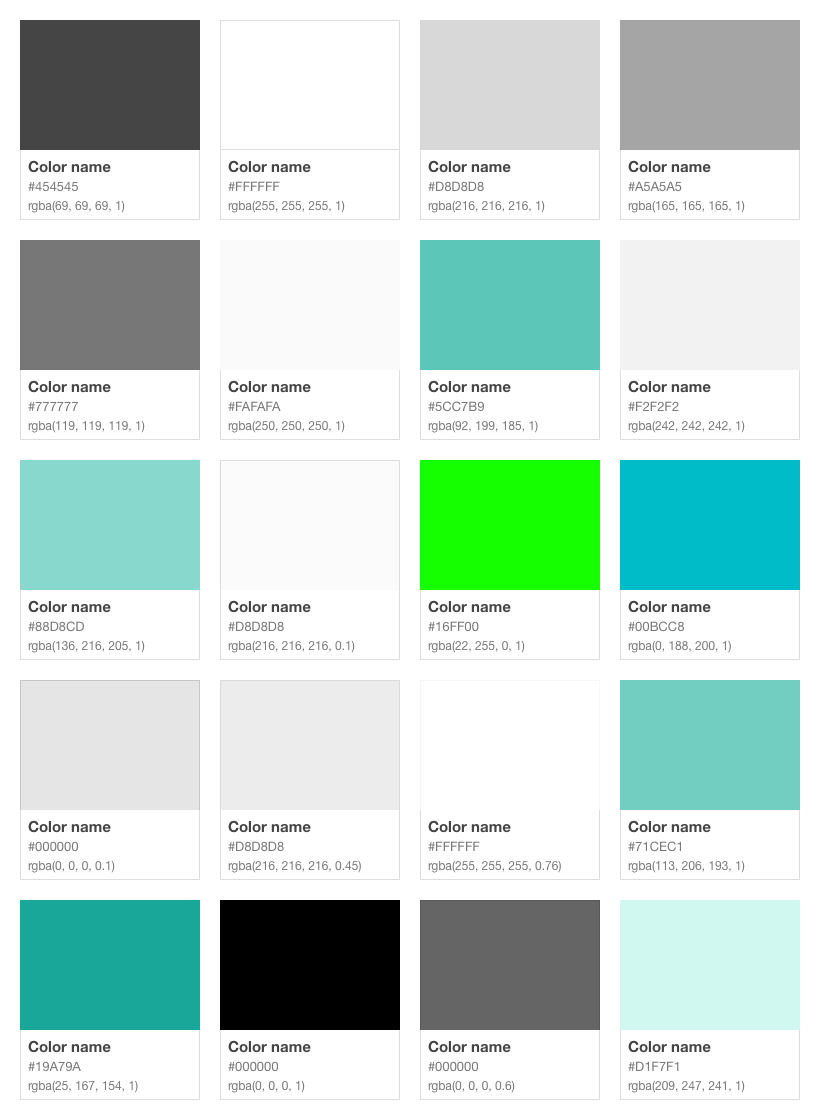 Color name
#454545
rgba(69, 69, 69, 1)
Color name
#FFFFFF
rgba(255, 255, 255, 1)
Color name
#D8D8D8
rgba(216, 216, 216, 1)
Color name
#A5A5A5
rgba(165, 165, 165, 1)
Color name
#777777
rgba(119, 119, 119, 1)
Color name
#FAFAFA
rgba(250, 250, 250, 1)
Color name
#5CC7B9
rgba(92, 199, 185, 1)
Color name
#F2F2F2
rgba(242, 242, 242, 1)
Color name
#88D8CD
rgba(136, 216, 205, 1)
Color name
#D8D8D8
rgba(216, 216, 216, 0.1)
Color name
#16FF00
rgba(22, 255, 0, 1)
Color name
#00BCC8
rgba(0, 188, 200, 1)
Color name
#000000
rgba(0, 0, 0, 0.1)
Color name
#D8D8D8
rgba(216, 216, 216, 0.45)
Color name
#FFFFFF
rgba(255, 255, 255, 0.76)
Color name
#71CEC1
rgba(113, 206, 193, 1)
Color name
#19A79A
rgba(25, 167, 154, 1)
Color name
#000000
rgba(0, 0, 0, 1)
Color name
#000000
rgba(0, 0, 0, 0.6)
Color name
#D1F7F1
rgba(209, 247, 241, 1)